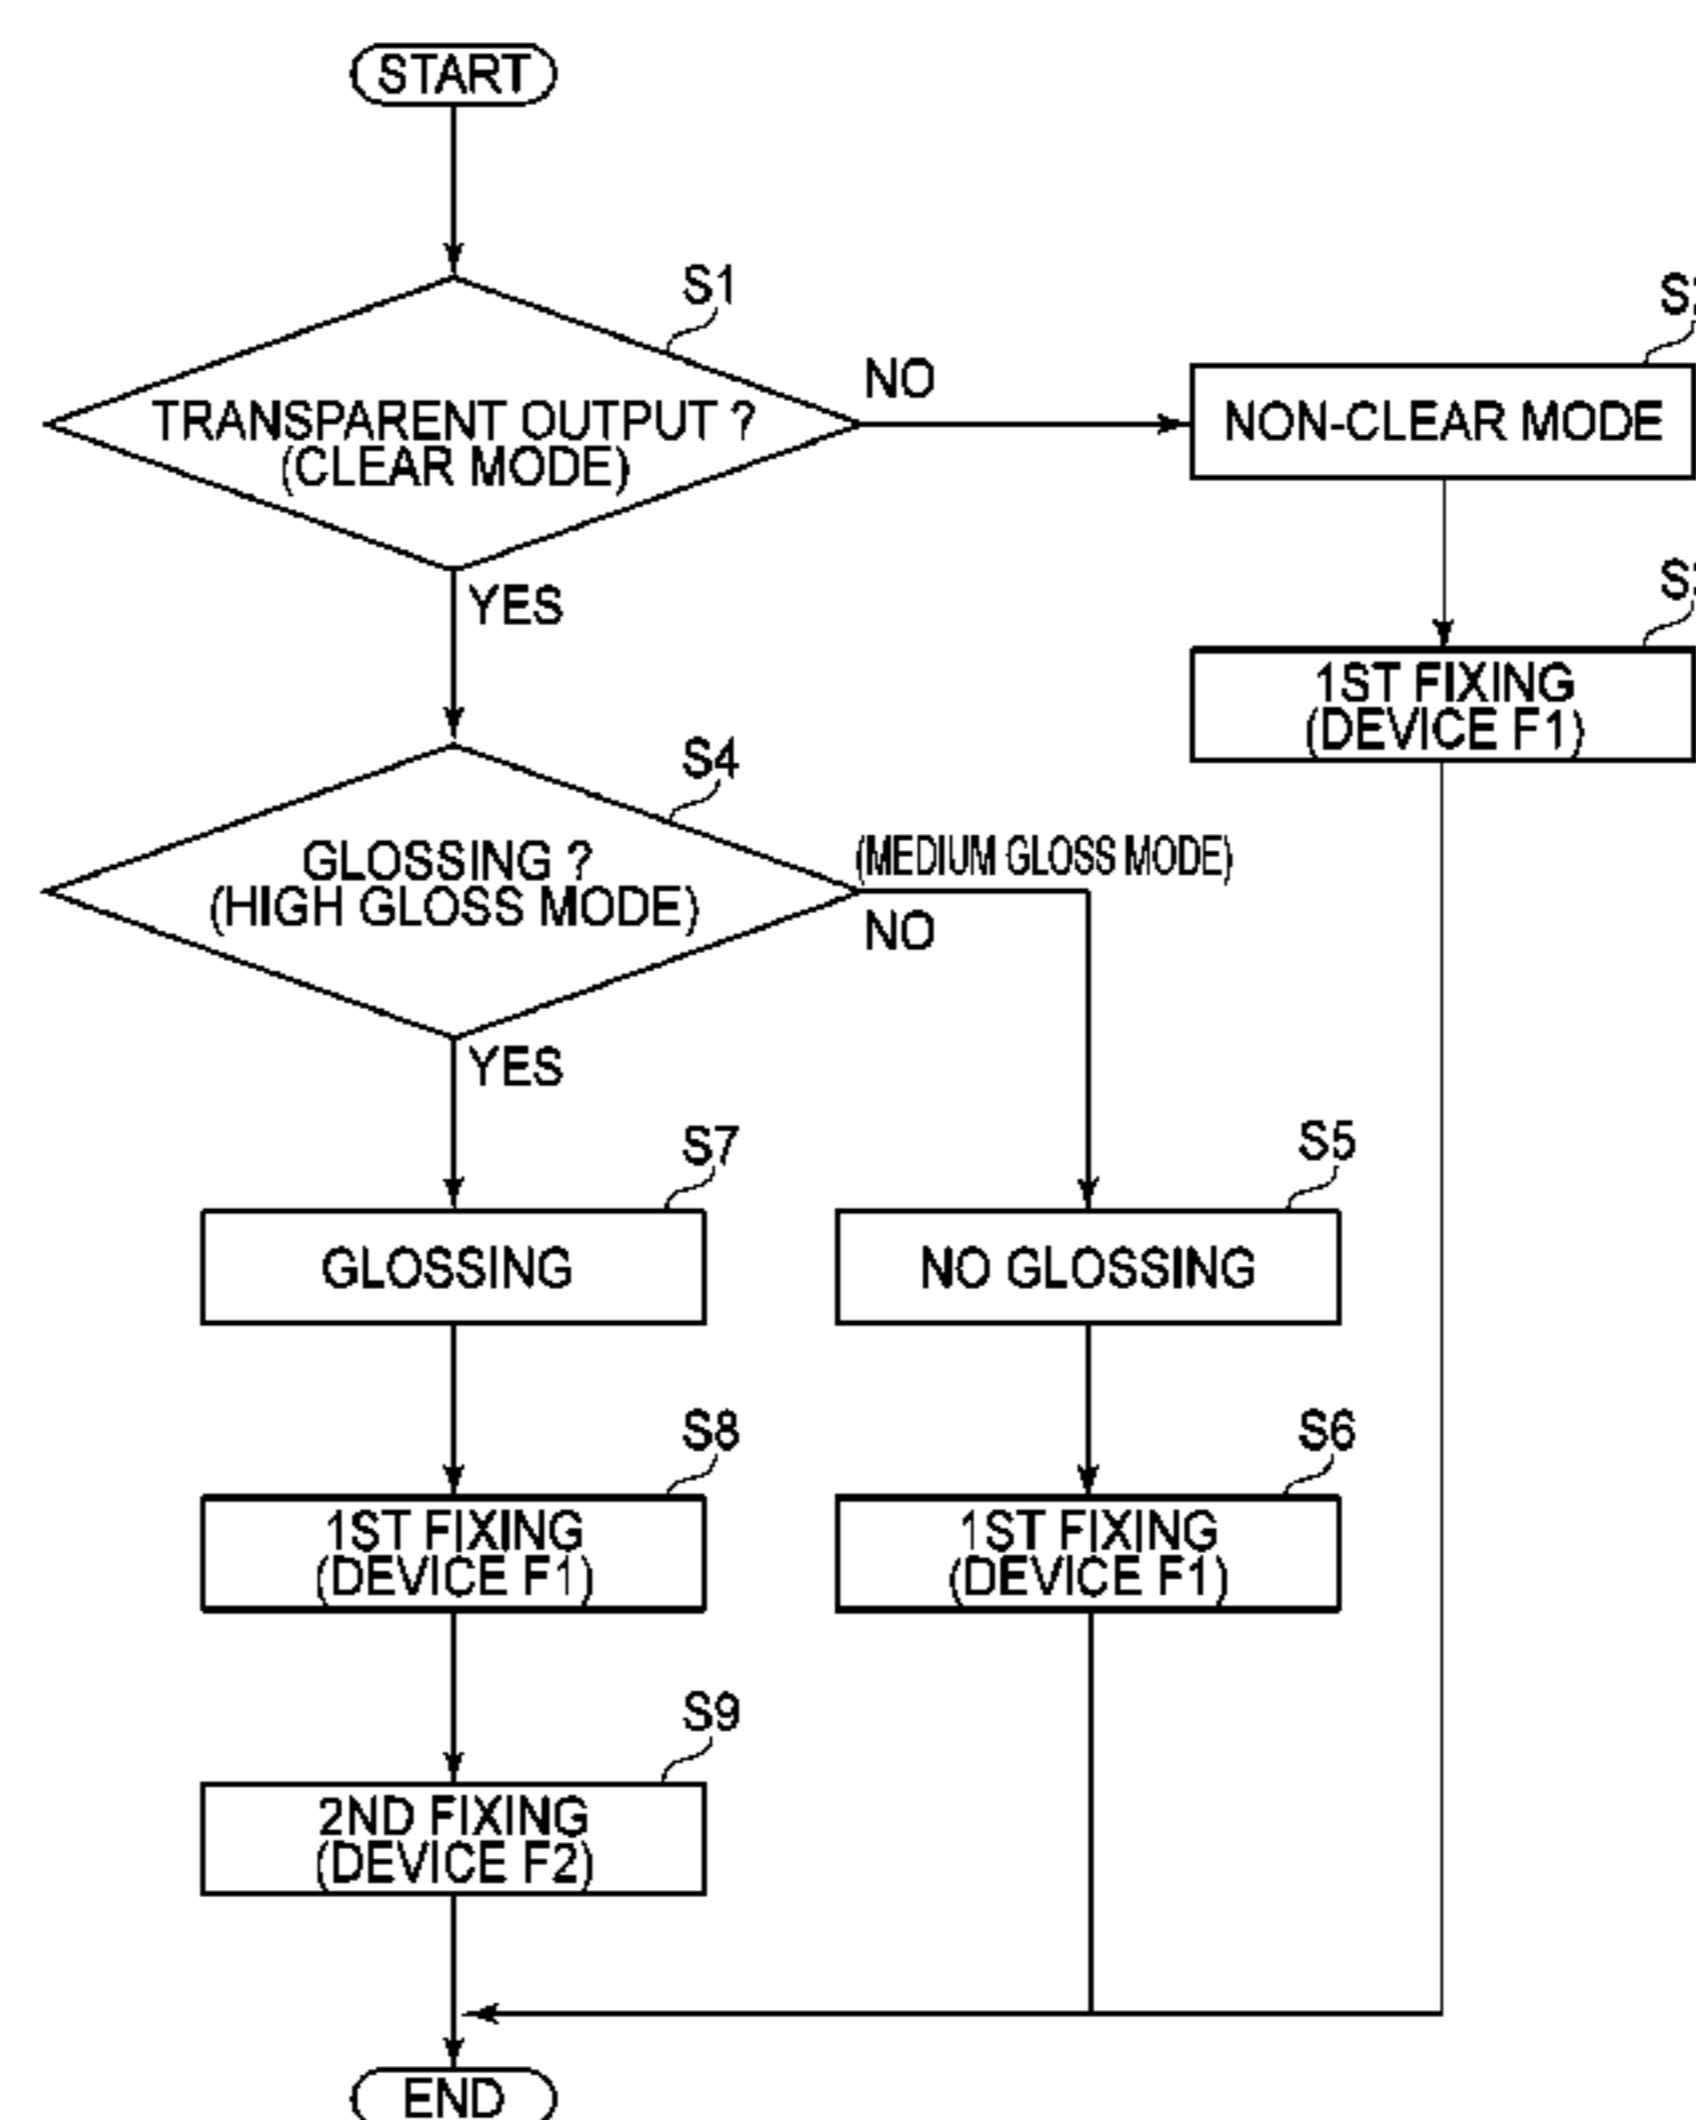 START
S1
TRANSPARENT OUTPUT ?
(CLEAR MODE)
NO
YES
NON-CLEAR MODE
1ST FIXING
(DEVICE F1)
S4
GLOSSING ?
(HIGH GLOSS MODE)
(MEDIUM GLOSS MODE)
NO
YES
S7
GLOSSING
S5
NO GLOSSING
S8
1ST FIXING
(DEVICE F1)
S6
1ST FIXING
(DEVICE F1)
S9
2ND FIXING
(DEVICE F2)
END